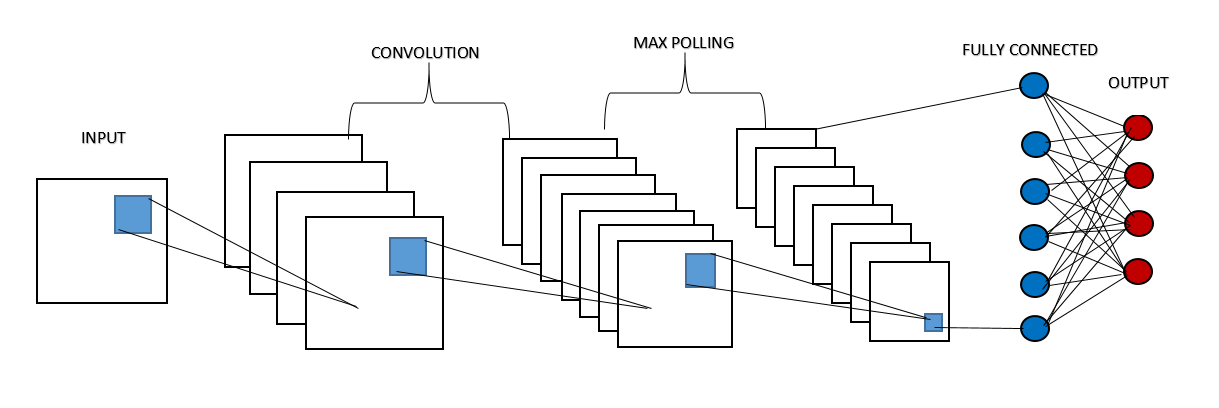 INPUT
CONVOLUTION
MAX POLLING
FULLY CONNECTED
OUTPUT